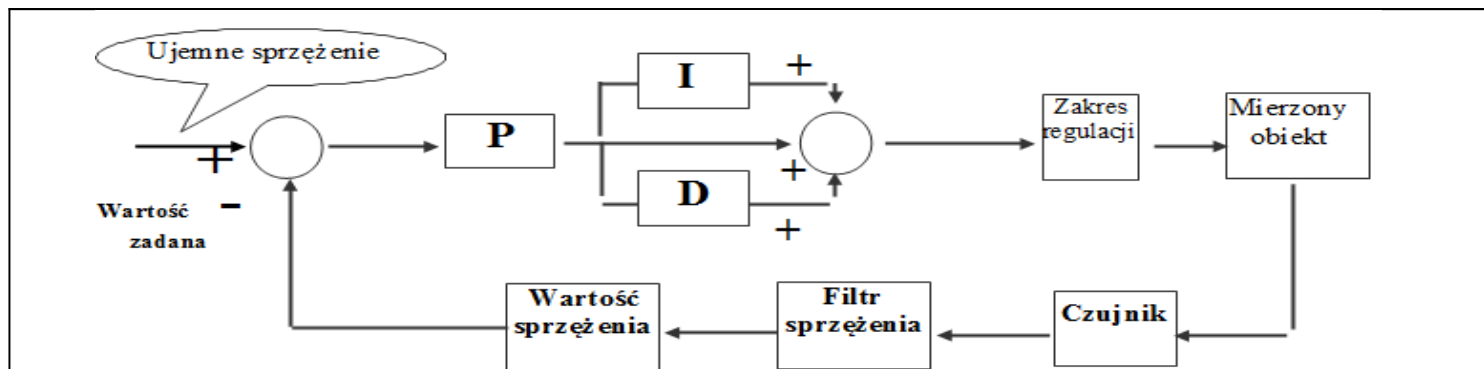 Ujemne sprzężenie
+
-
Wartość
zadana
P
I
+
+
D
+
Zakres
regulacji
Mierzony
obiekt
Wartość
sprzężenia
Filtr
sprzężenia
Czujnik